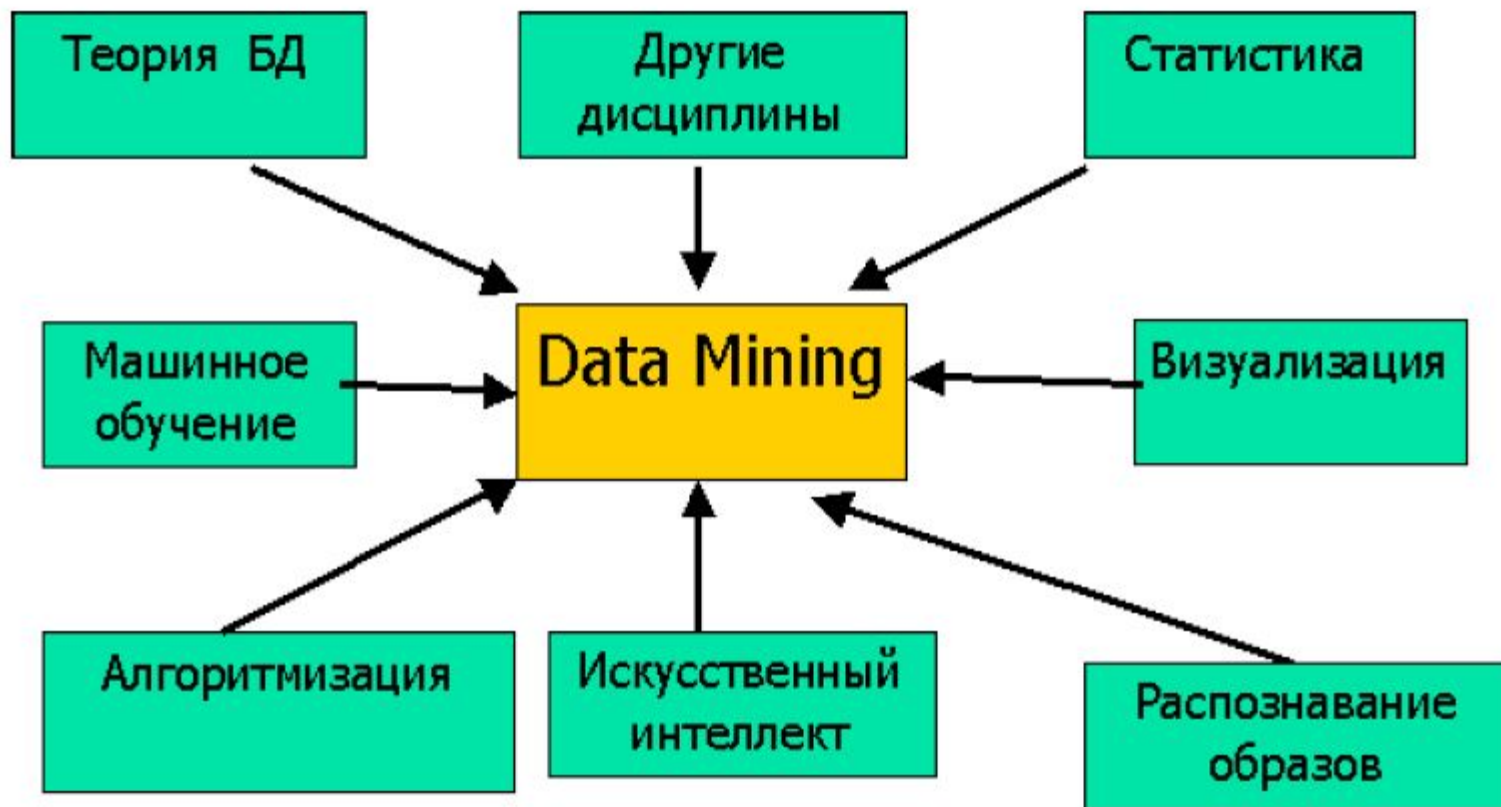 Теория БД
Другие
дисциплины
Статистика
Машинное
обучение
Data Mining
Визуализация
Алгоритмизация
Искусственный
интеллект
Распознавание
образов